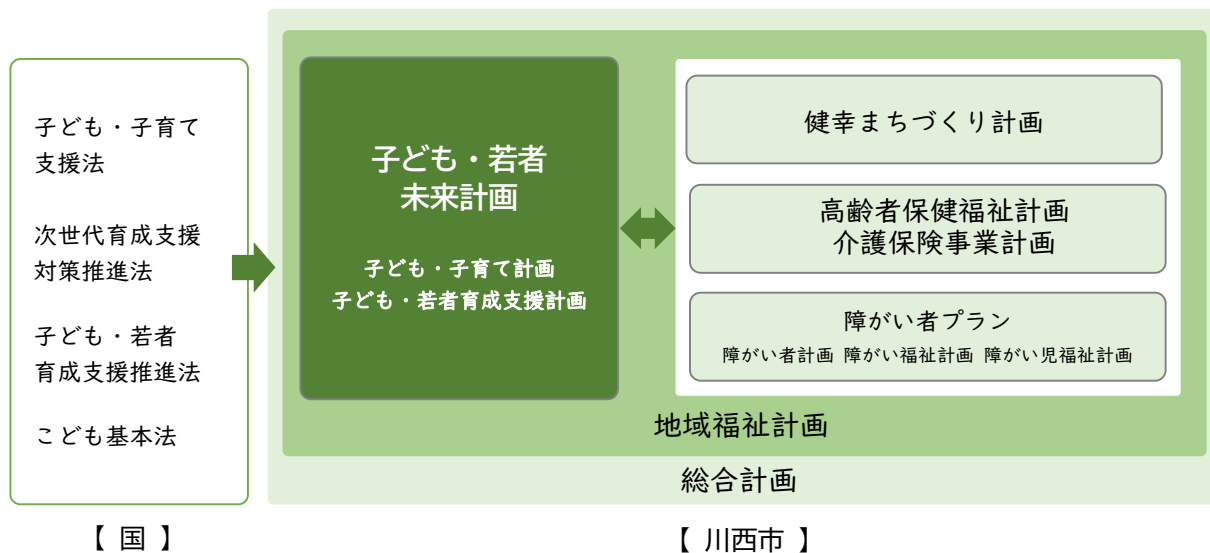 子ども・子育て
支援法
次世代育成支援
対策推進法
子ども・若者
育成支援推進法
こども基本法
【 国 】
子ども・若者
未来計画
子ども・子育て計画
子ども・若者育成支援計画
健幸まちづくり計画
高齢者保健福祉計画
介護保険事業計画
障がい者プラン
障がい者計画 障がい福祉計画 障がい児福祉計画
地域福祉計画
総合計画
【 川西市 】